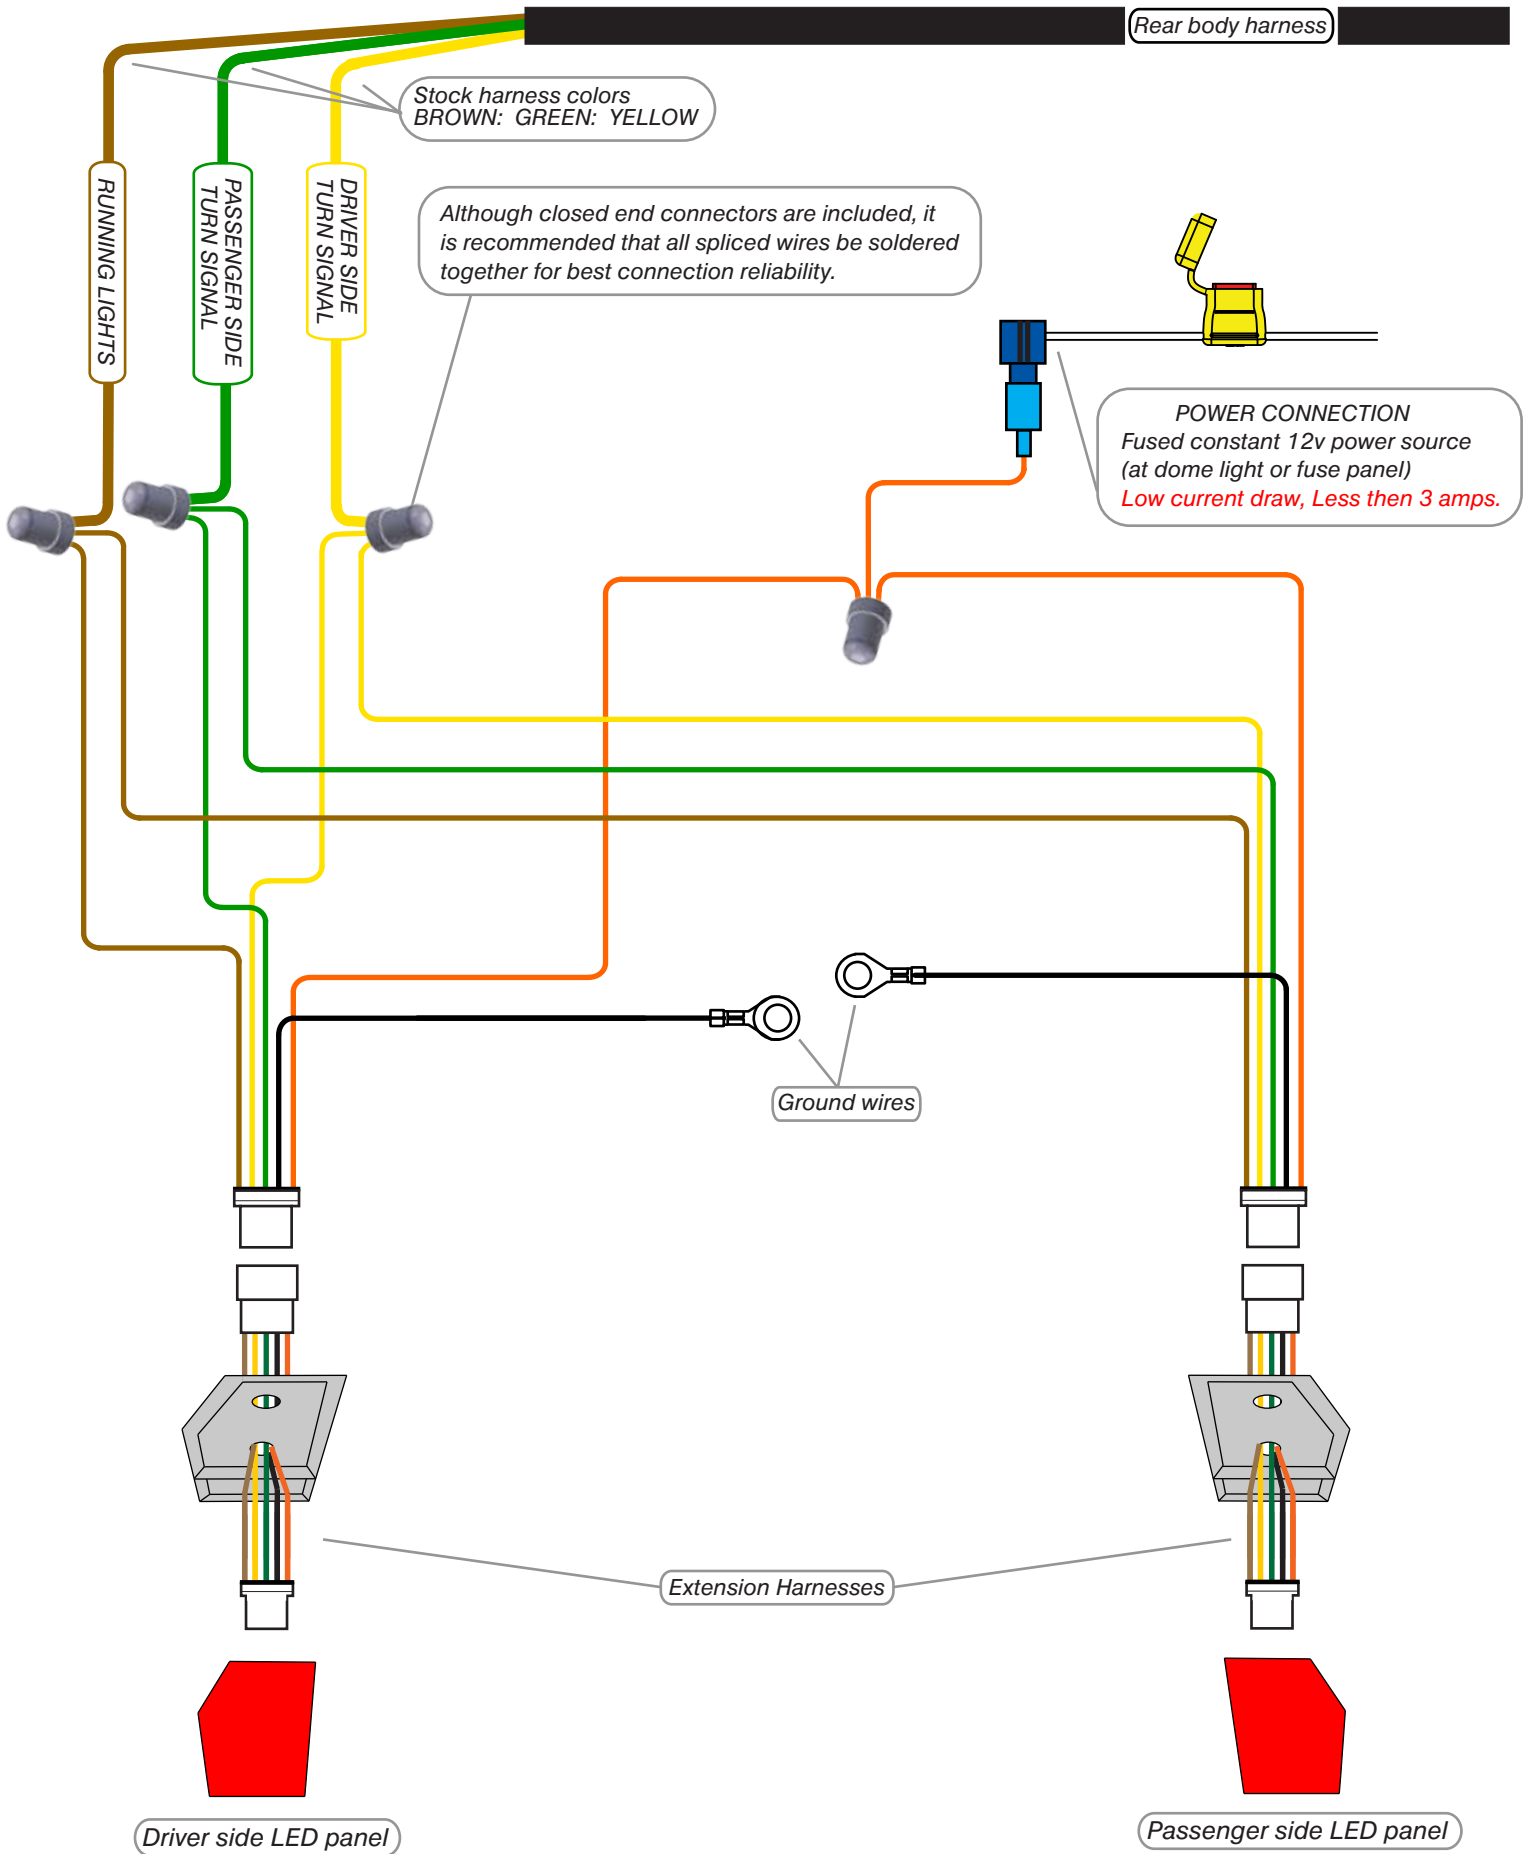 Rear body harness
Stock harness colors
BROWN:  GREEN:  YELLOW
RUNNING LIGHTS
PASSENGER SIDE
TURN SIGNAL
DRIVER SIDE
TURN SIGNAL
Although closed end connectors are included, it
is recommended that all spliced wires be soldered
together for best connection reliability.
POWER CONNECTION
Fused constant 12v power source
(at dome light or fuse panel)
Low current draw, Less then 3 amps.
Ground wires
Extension Harnesses
Driver side LED panel
Passenger side LED panel